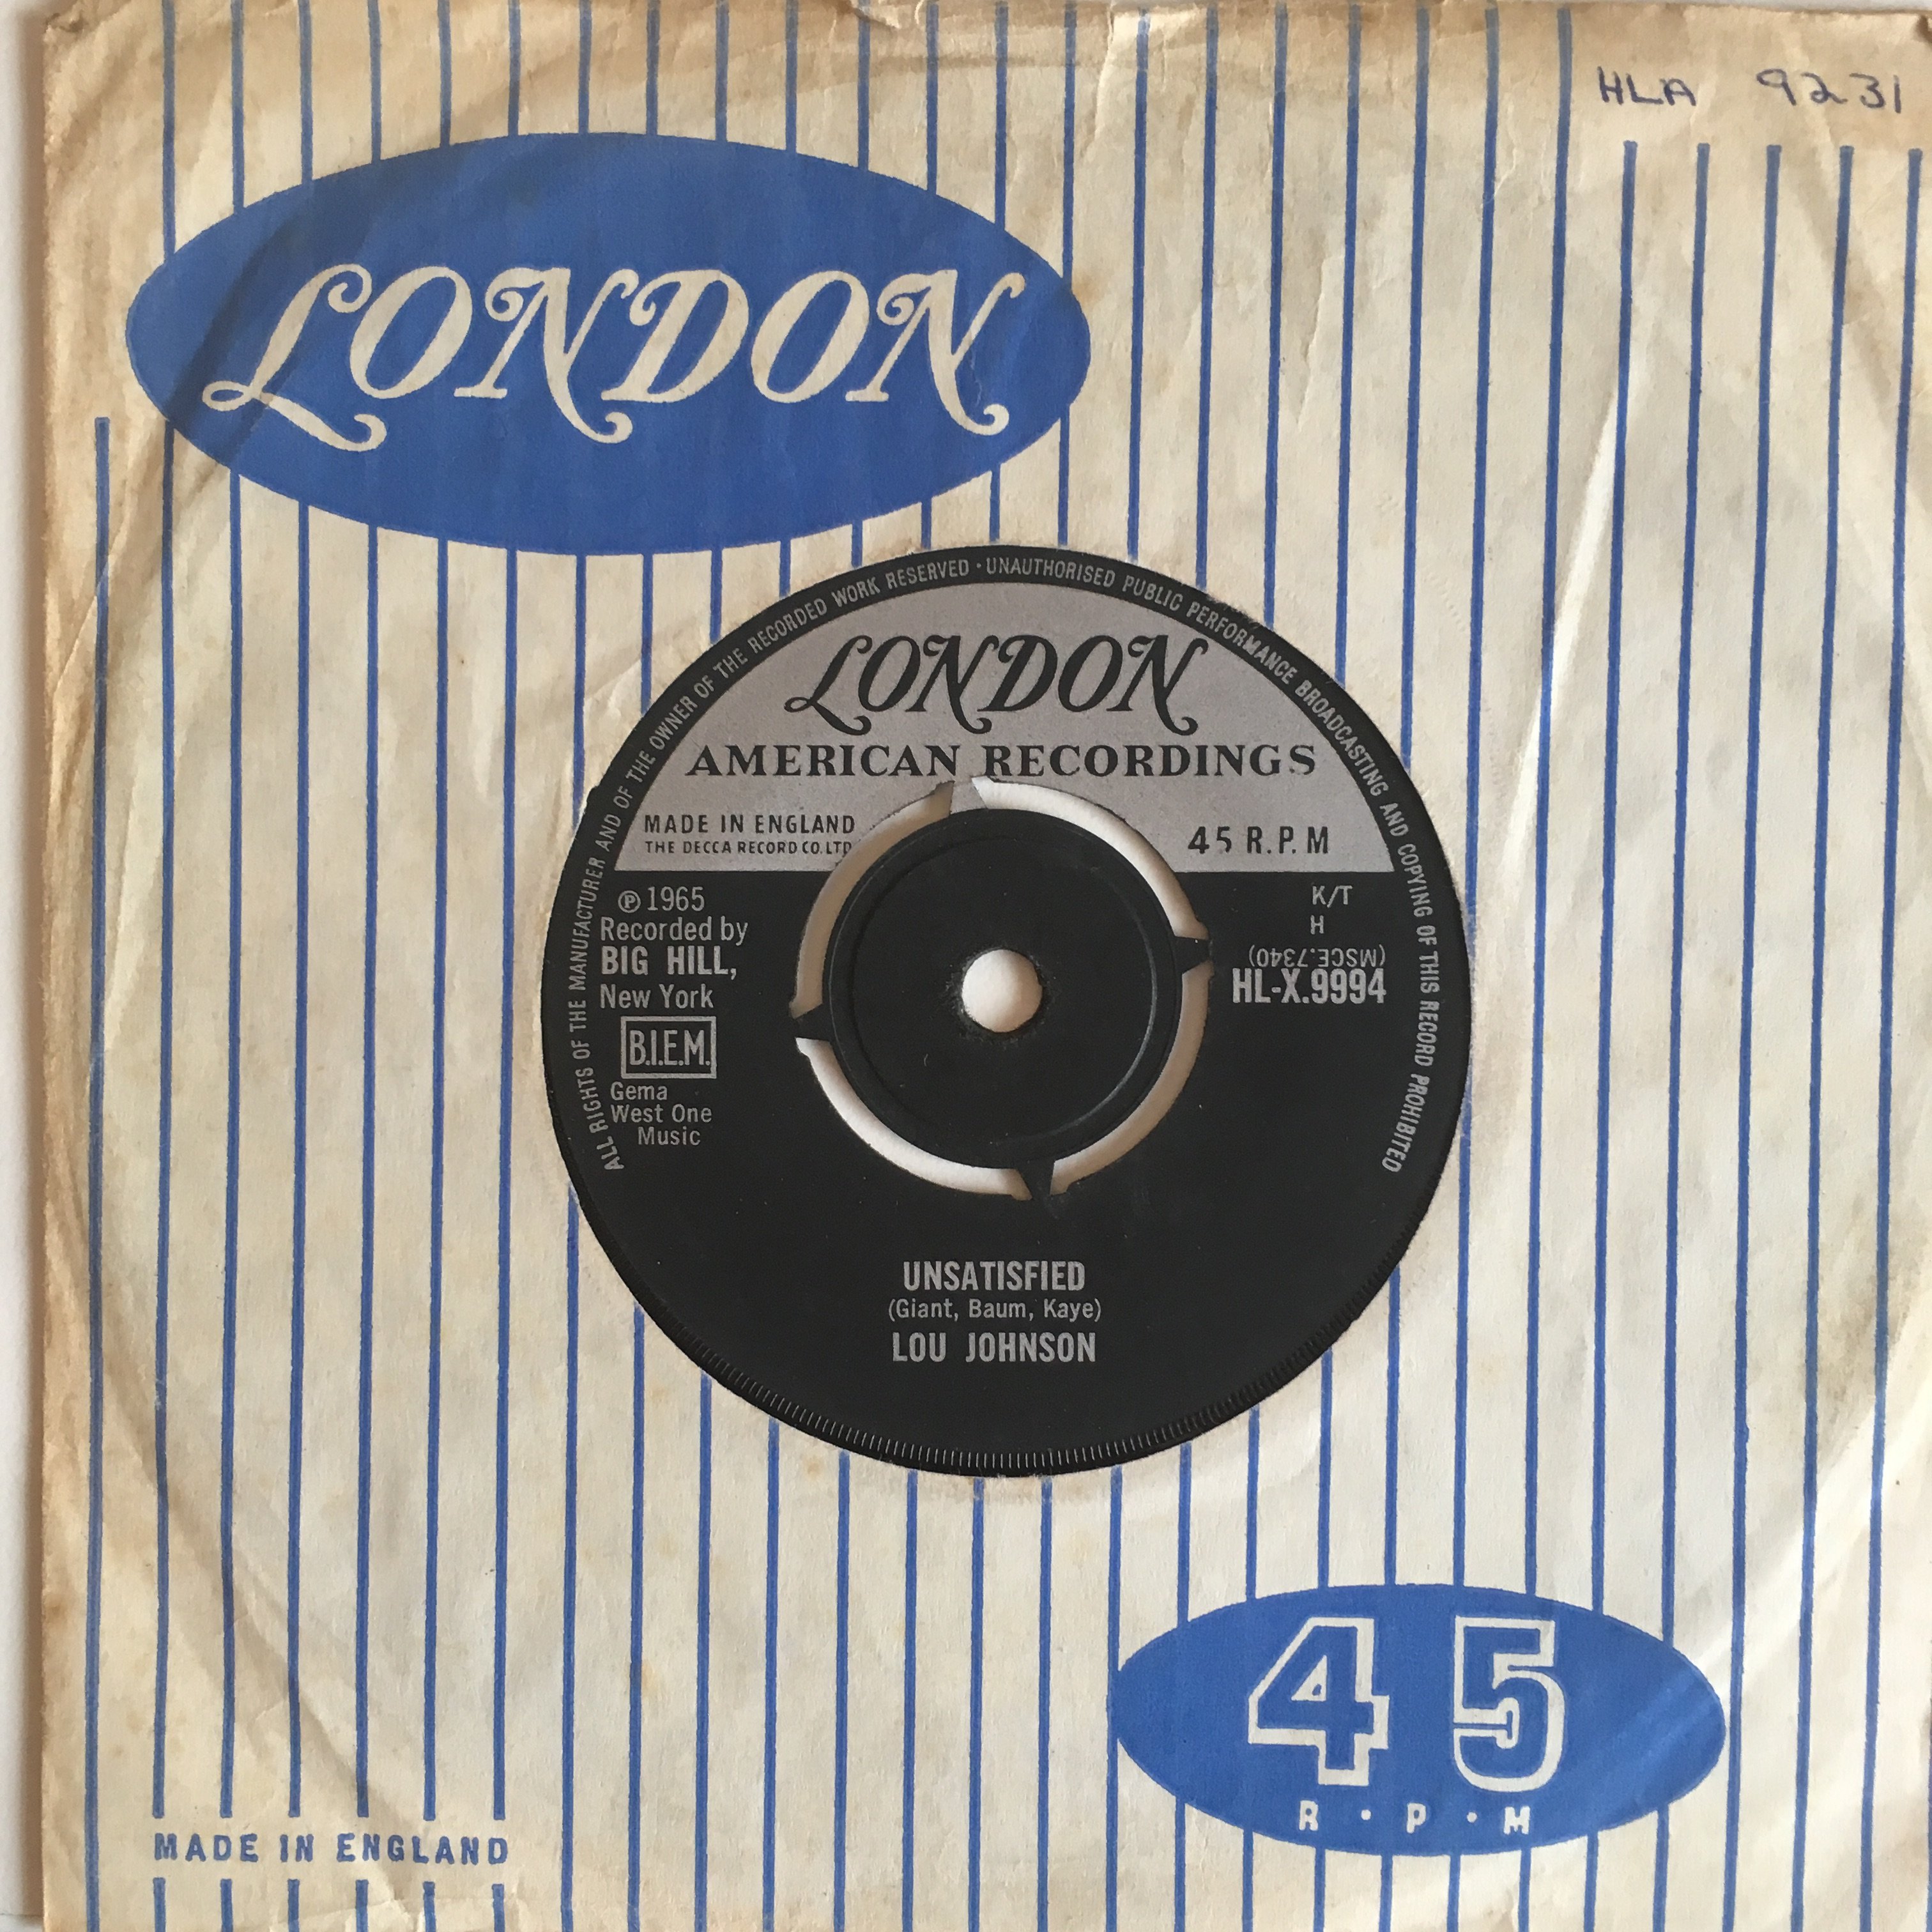 HLA 9231
LONDON
ALL RIGHTS OF THE MANUFACTURER AND OF THE OWNER OF THE RECORDED WORK RESERVED · UNAUTHORISED PUBLIC PERFORMANCE BROADCASTING AND COPYING OF THIS RECORD PROHIBITED
LONDON
AMERICAN RECORDINGS
MADE IN ENGLAND
THE DECCA RECORD CO. LTD
45 R.P.M
℗ 1965
Recorded by
BIG HILL,
New York
B.I.E.M.
Gema
West One
Music
K/T
H
(MSCE.7340)
HL-X.9994
UNSATISFIED
(Giant, Baum, Kaye)
LOU JOHNSON
45
R·P·M
MADE IN ENGLAND